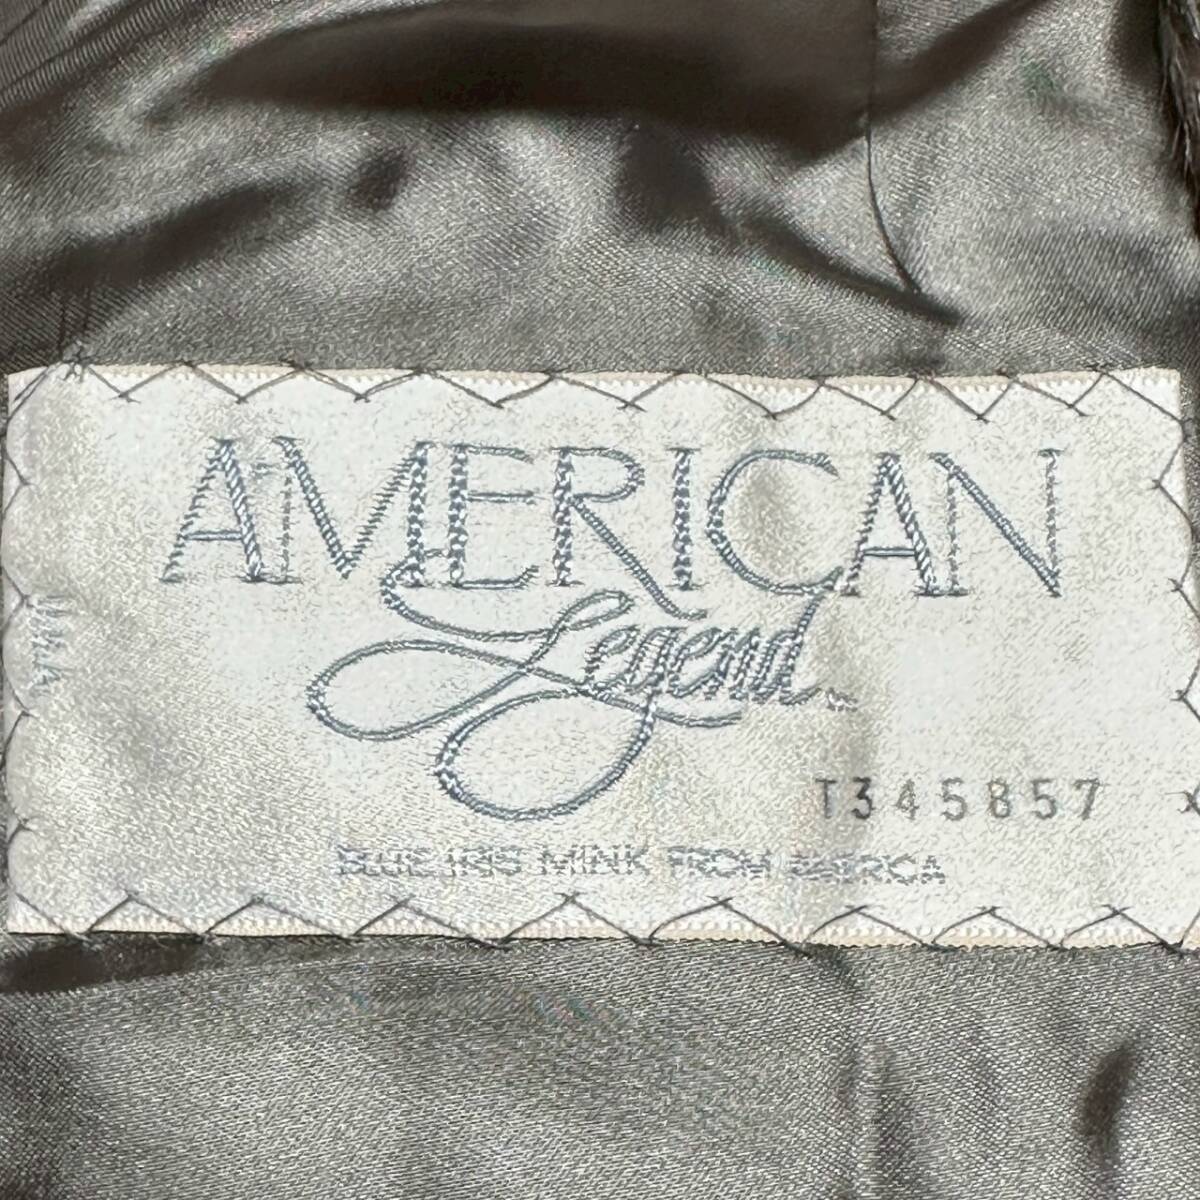 AMERICAN
Legend
T345857
BLUE IRIS MINK FROM AMERICA